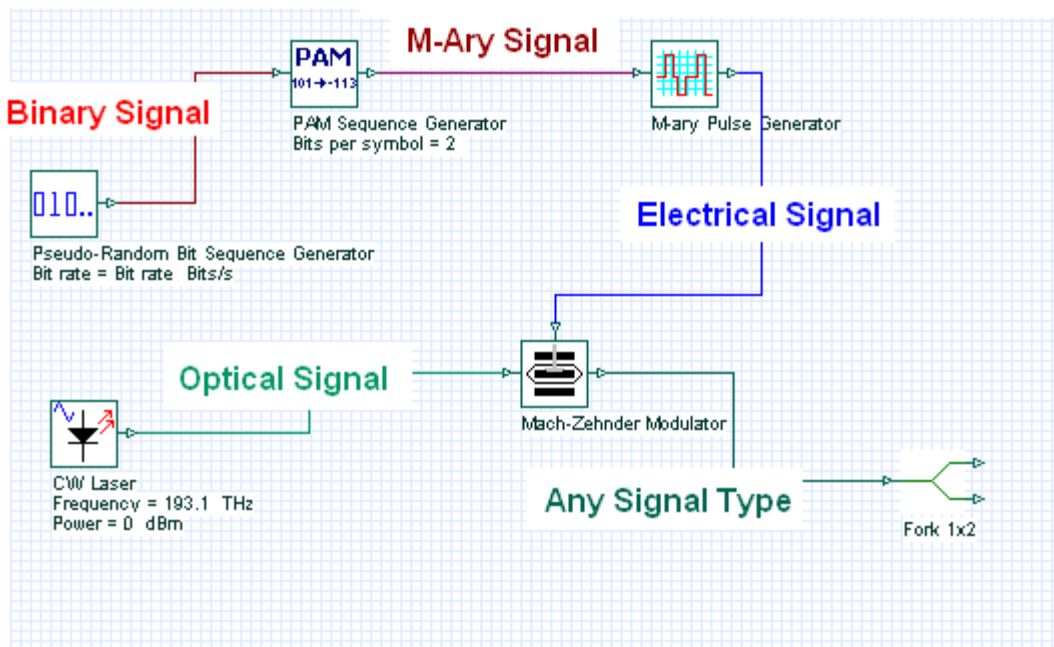 M-Ary Signal
PAM
101→-113
PAM Sequence Generator
Bits per symbol = 2
M-ary Pulse Generator
Binary Signal
010..
Pseudo-Random Bit Sequence Generator
Bit rate = Bit rate Bits/s
Electrical Signal
Optical Signal
Mach-Zehnder Modulator
CW Laser
Frequency = 193.1 THz
Power = 0 dBm
Any Signal Type
Fork 1x2